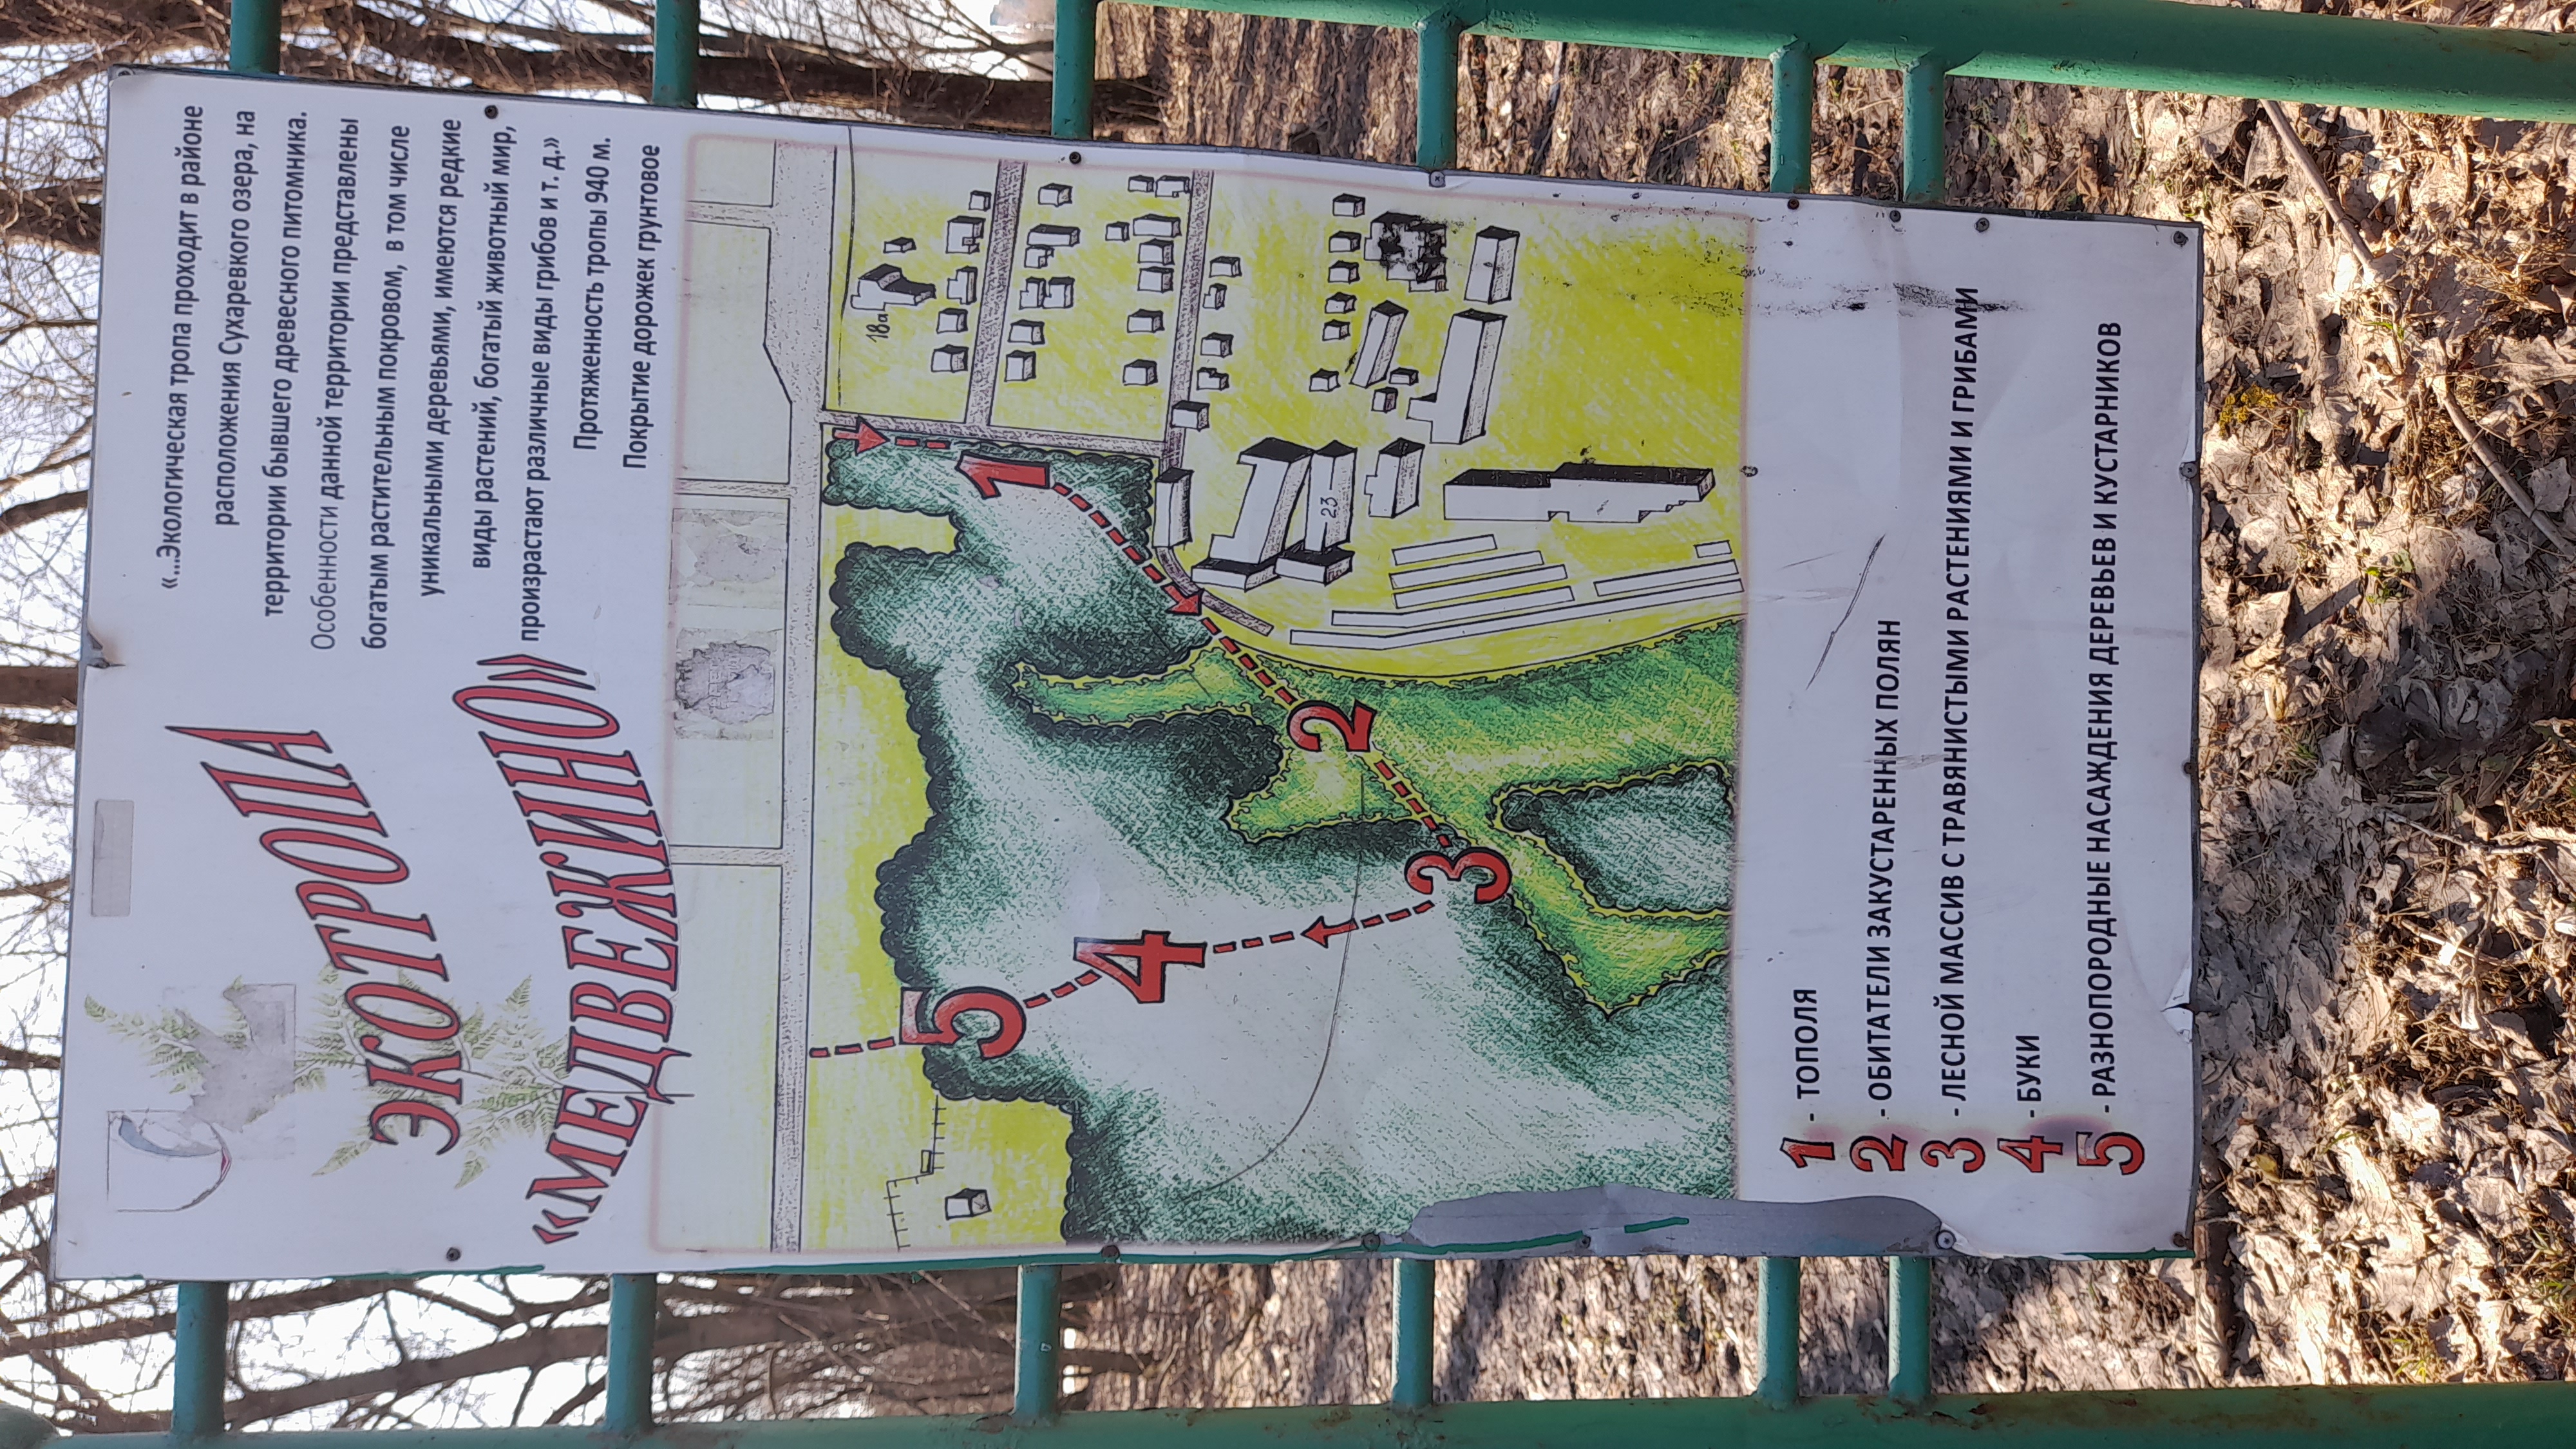 ЭКОТРОПА
«МЕДВЕЖИНО»
«...Экологическая тропа проходит в районе
расположения Сухаревкого озера, на
территории бывшего древесного питомника.
Особенности данной территории представлены
богатым растительным покровом, в том числе
уникальными деревьями, имеются редкие
виды растений, богатый животный мир,
произрастают различные виды грибов и т. д.»
Протяженность тропы 940 м.
Покрытие дорожек грунтовое
18а
5
1
4
2
23
3
1 - ТОПОЛЯ
2 - ОБИТАТЕЛИ ЗАКУСТАРЕННЫХ ПОЛЯН
3 - ЛЕСНОЙ МАССИВ С ТРАВЯНИСТЫМИ РАСТЕНИЯМИ И ГРИБАМИ
4 - БУКИ
5 - РАЗНОПОРОДНЫЕ НАСАЖДЕНИЯ ДЕРЕВЬЕВ И КУСТАРНИКОВ